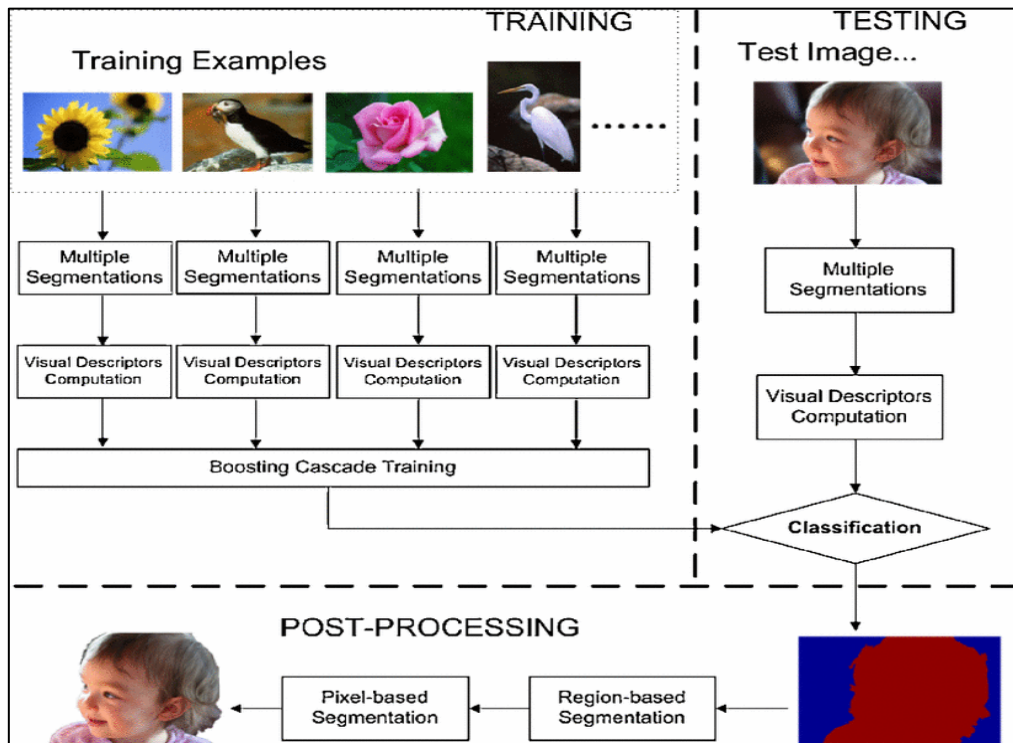 TRAINING
Training Examples
Multiple
Segmentations
Multiple
Segmentations
Multiple
Segmentations
Multiple
Segmentations
Visual Descriptors
Computation
Visual Descriptors
Computation
Visual Descriptors
Computation
Visual Descriptors
Computation
Boosting Cascade Training
TESTING
Test Image...
Multiple
Segmentations
Visual Descriptors
Computation
Classification
POST-PROCESSING
Pixel-based
Segmentation
Region-based
Segmentation